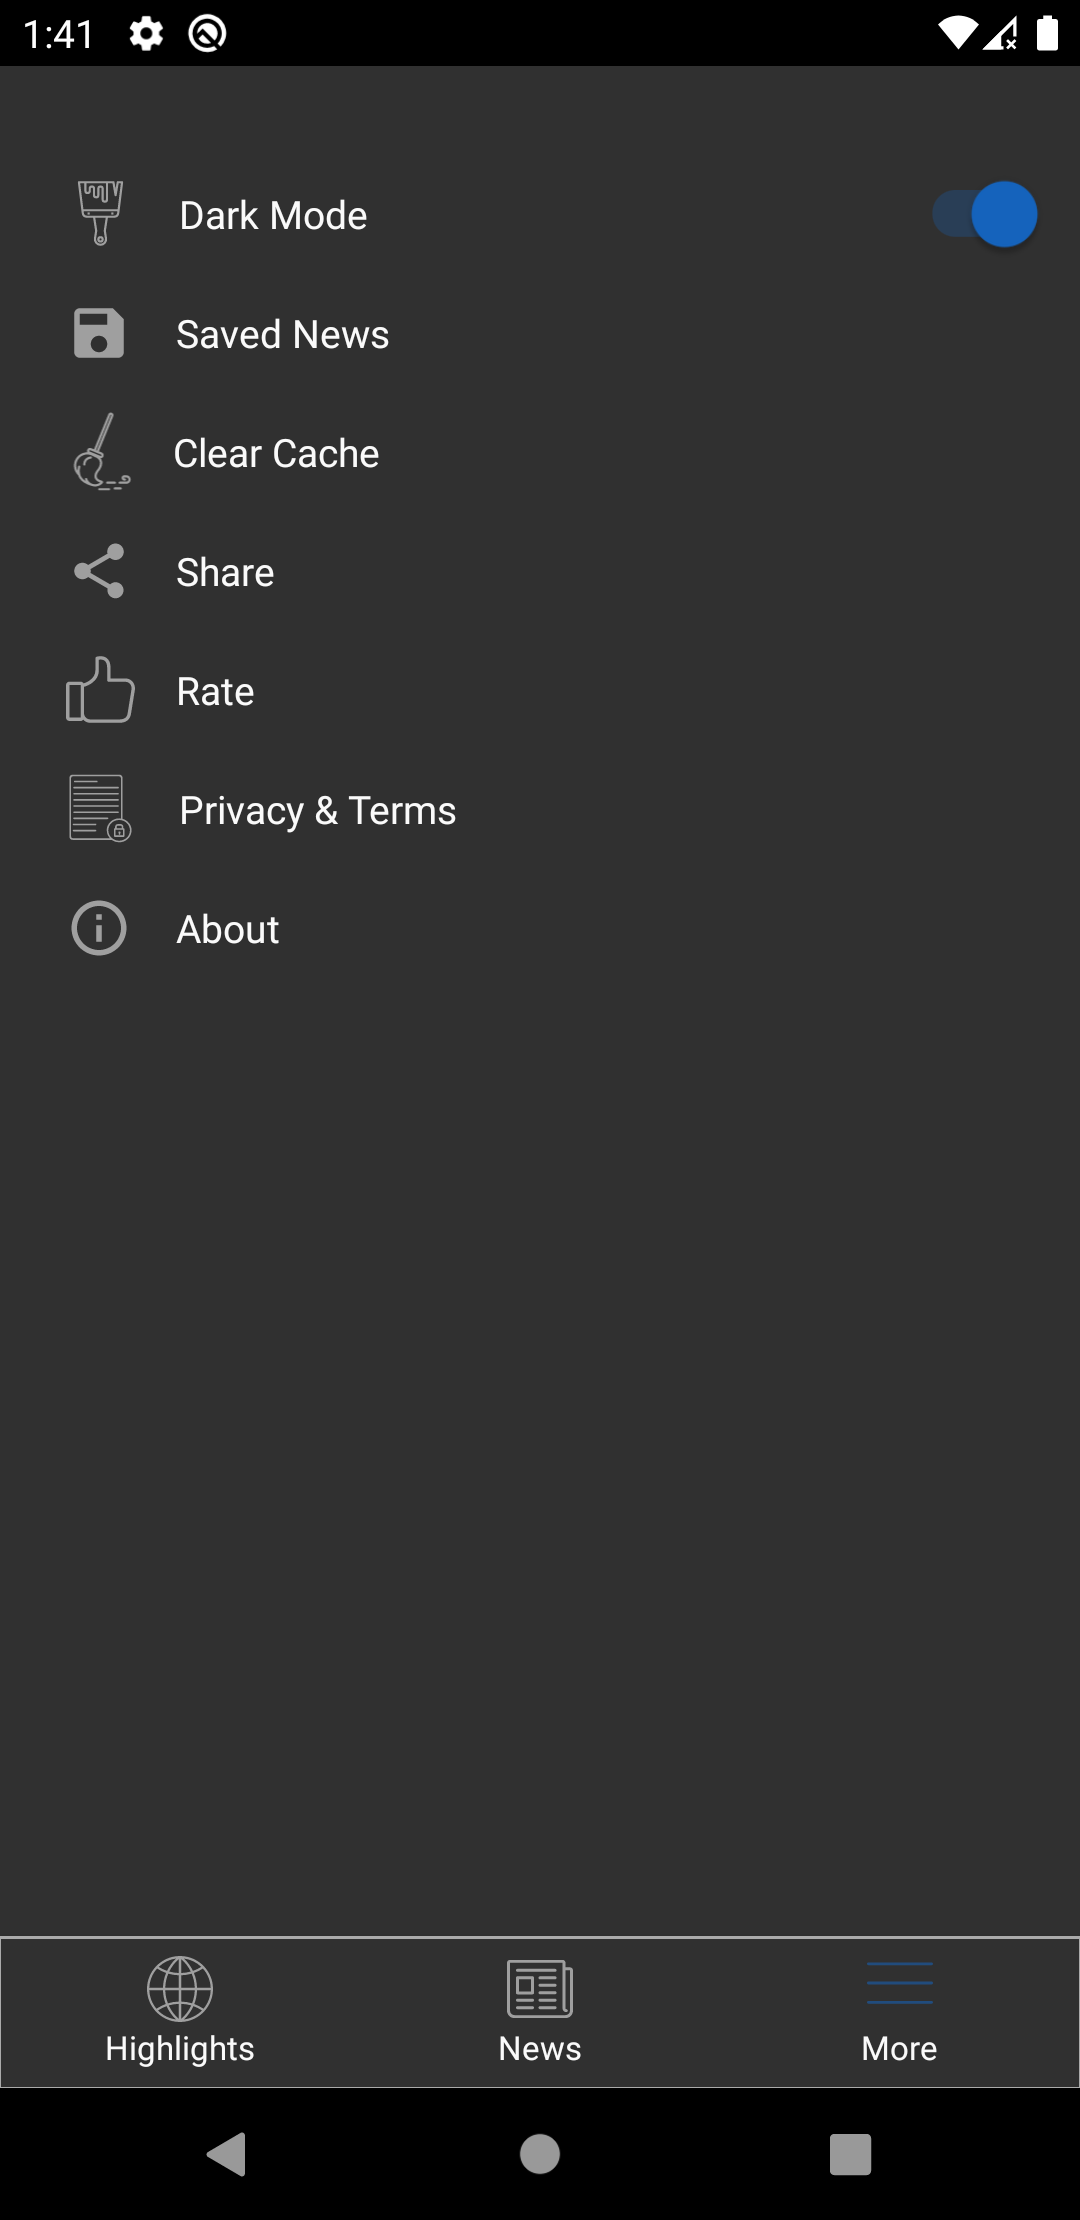 1:41
Dark Mode
Saved News
Clear Cache
Share
Rate
Privacy & Terms
About
Highlights
News
More